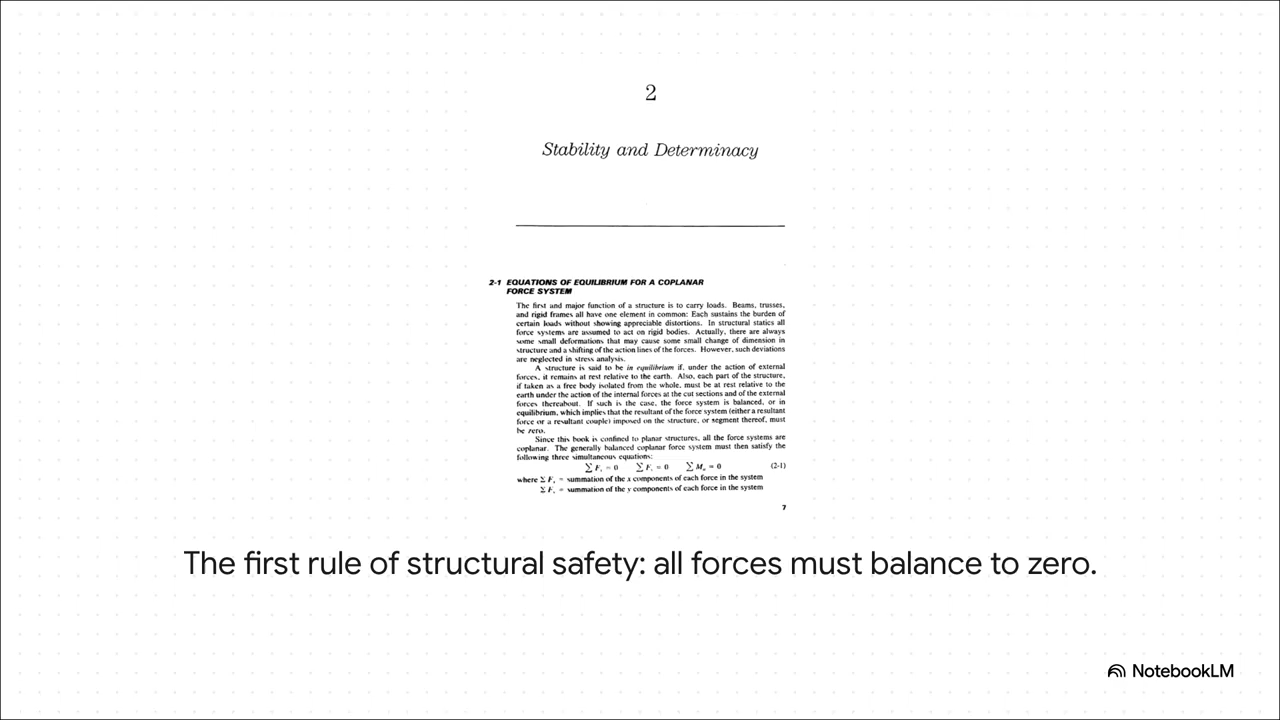 2
Stability and Determinacy
2-1 EQUATIONS OF EQUILIBRIUM FOR A COPLANAR
FORCE SYSTEM
The first and major function of a structure is to carry loads. Beams, trusses,
and rigid frames all have one element in common: Each sustains the burden of
certain loads without showing appreciable distortions. In structural statics all
force systems are assumed to act on rigid bodies. Actually, there are always
some small deformations that may cause some small change of dimension in
structure and a shifting of the action lines of the forces. However, such deviations
are neglected in stress analysis.
A structure is said to be in equilibrium if, under the action of external
forces, it remains at rest relative to the earth. Also, each part of the structure,
if taken as a free body isolated from the whole, must be at rest relative to the
earth under the action of the internal forces at the cut sections and of the external
forces thereabout. If such is the case, the force system is balanced, or in
equilibrium, which implies that the resultant of the force system (either a resultant
force or a resultant couple) imposed on the structure, or segment thereof, must
be zero.
Since this book is confined to planar structures, all the force systems are
coplanar. The generally balanced coplanar force system must then satisfy the
following three simultaneous equations:
∑ F = 0 ∑ F = 0 ∑ M = 0 (2-1)
where ∑ F = summation of the x components of each force in the system
∑ F = summation of the y components of each force in the system
7
The first rule of structural safety: all forces must balance to zero.
NotebookLM